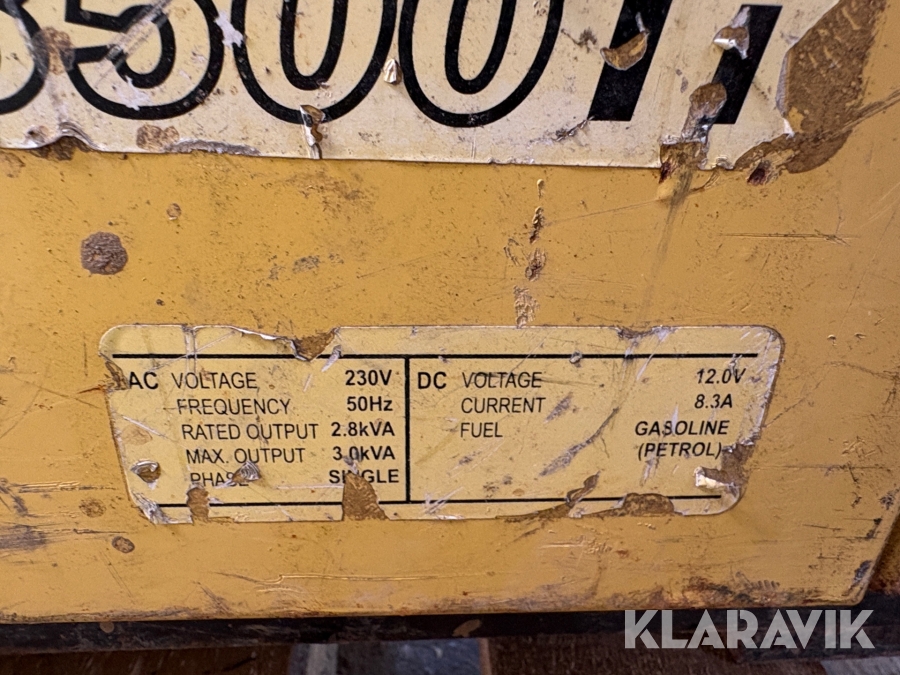 3500Ti
AC VOLTAGE 230V
FREQUENCY 50Hz
RATED OUTPUT 2.8kVA
MAX. OUTPUT 3.0kVA
PHASE SINGLE
DC VOLTAGE 12.0V
CURRENT 8.3A
FUEL GASOLINE
(PETROL)
KLARAVIK